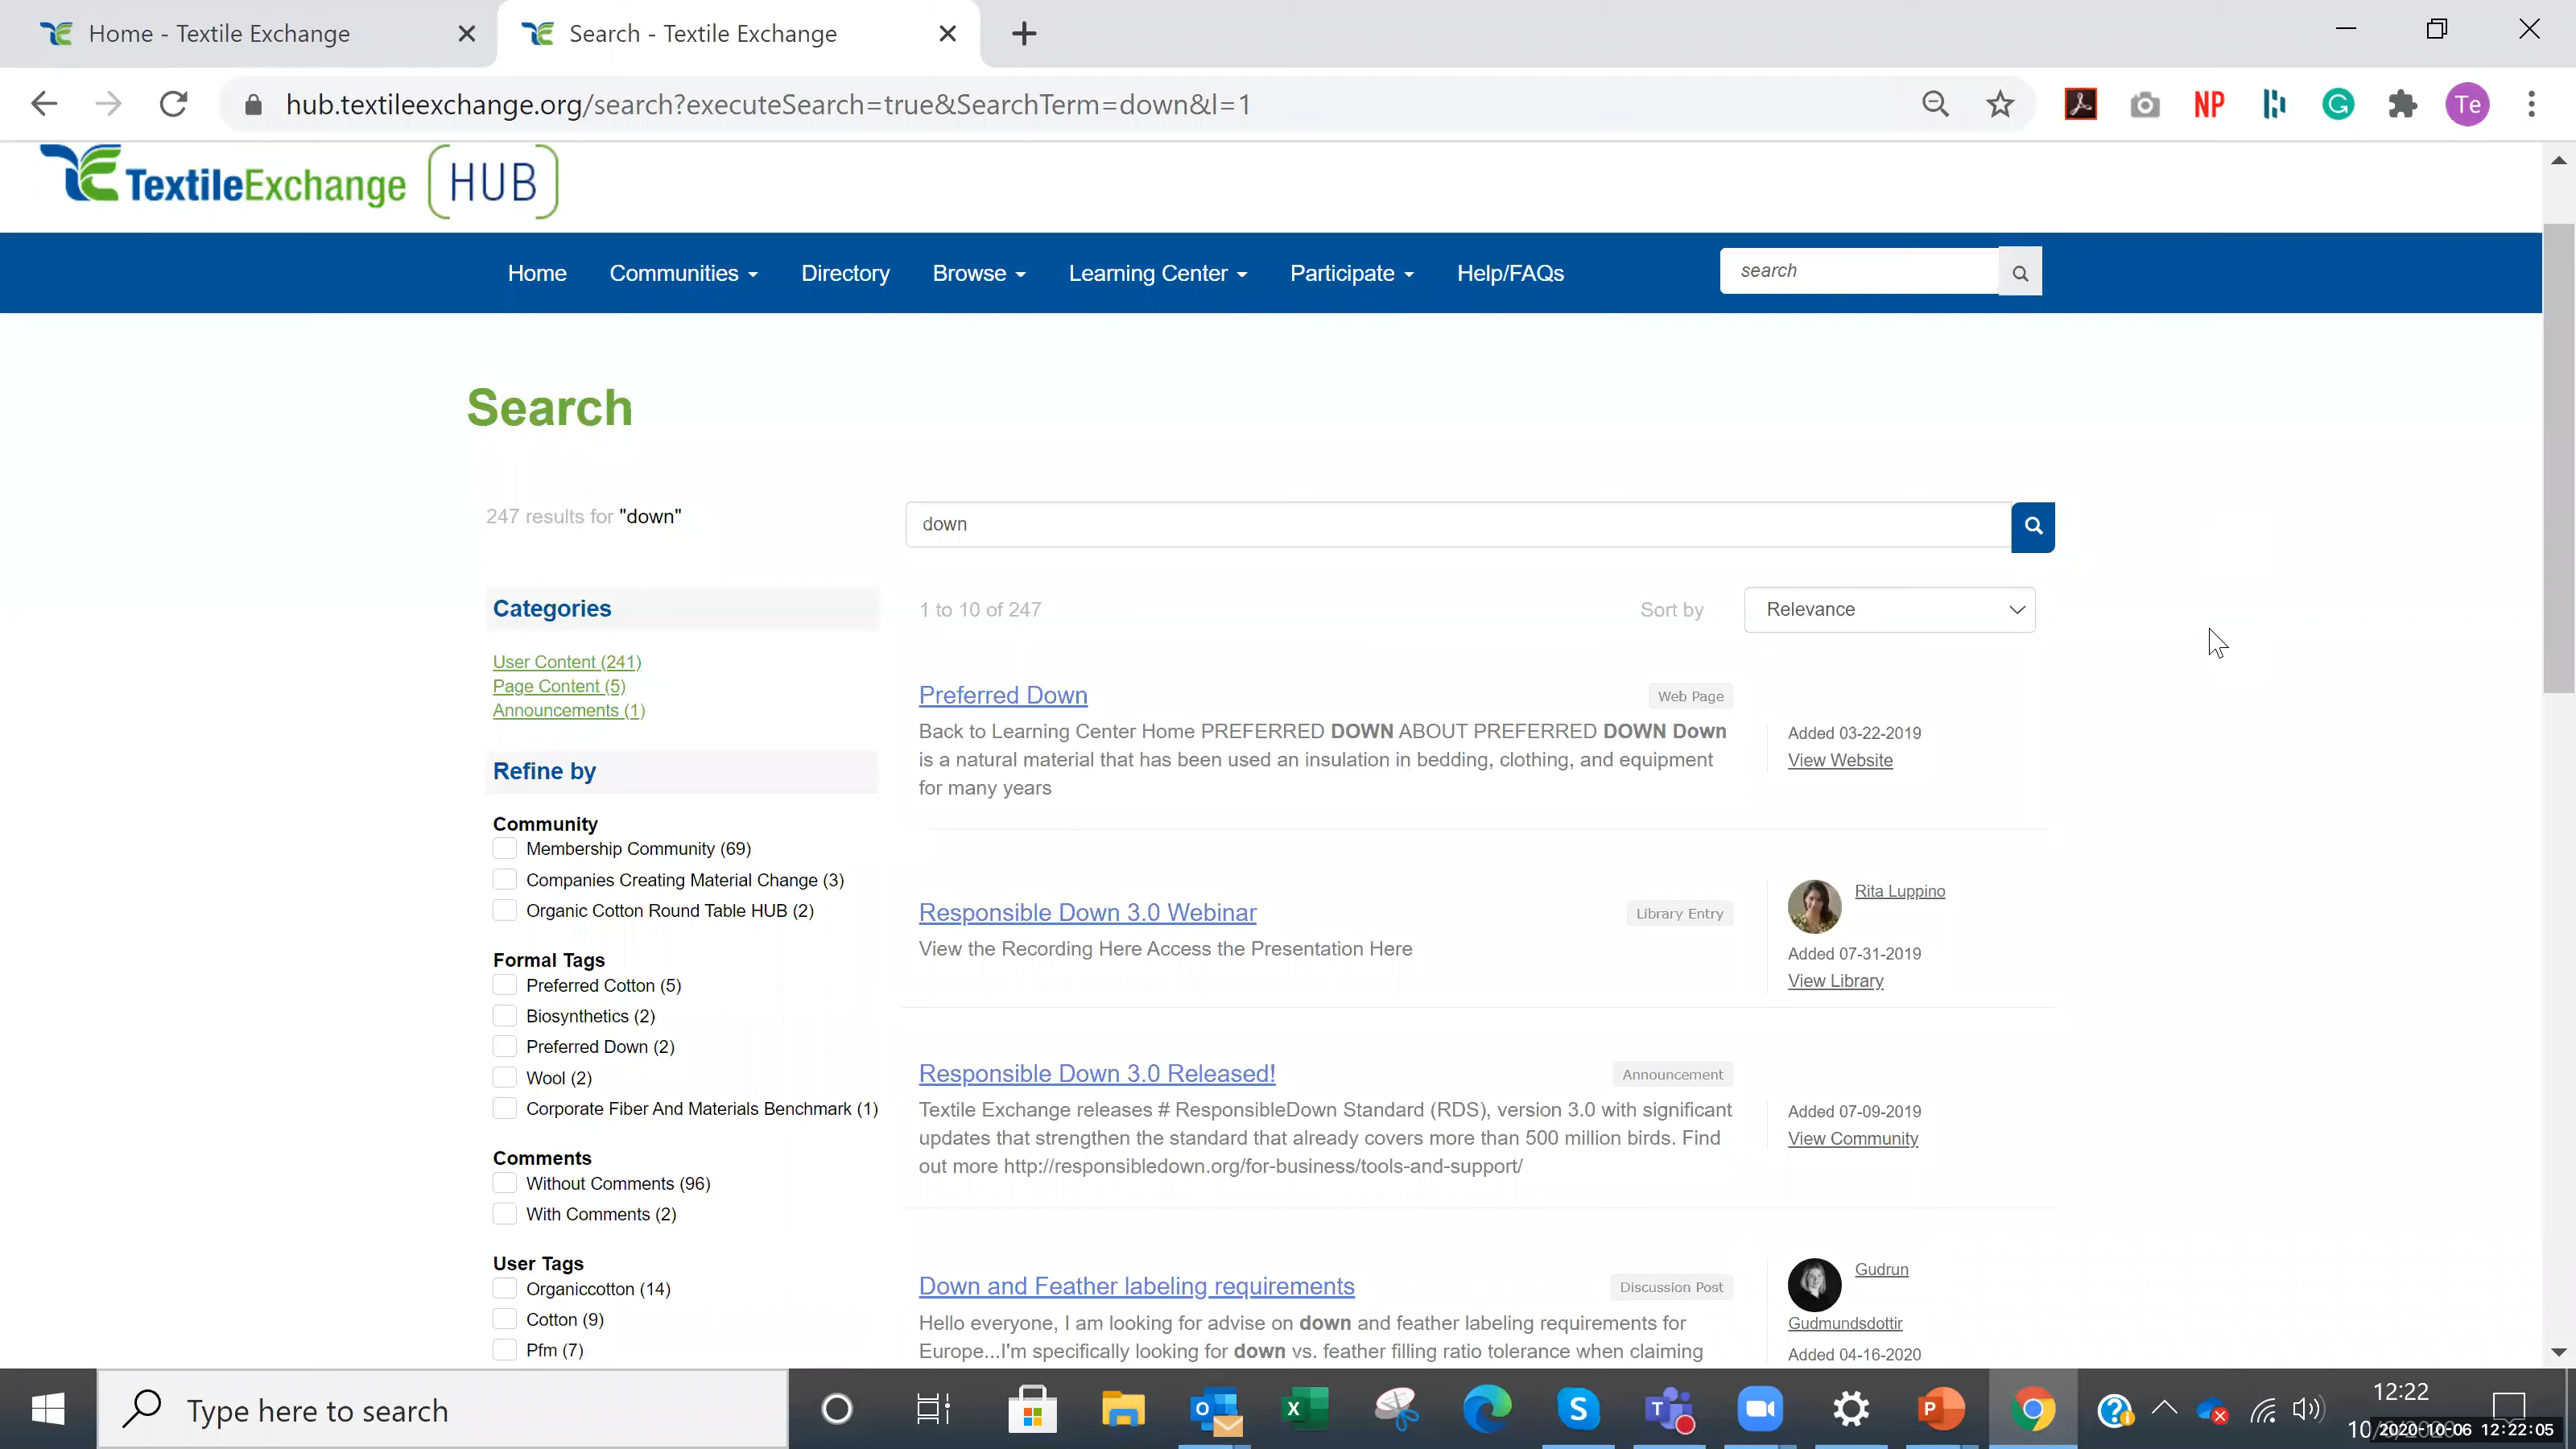 Home - Textile Exchange
Search - Textile Exchange
hub.textileexchange.org/search?executeSearch=true&SearchTerm=down&l=1
NP
Te
TextileExchange HUB
Home
Communities
Directory
Browse
Learning Center
Participate
Help/FAQs
search
Search
247 results for "down"
down
Categories
1 to 10 of 247
Sort by
Relevance
User Content (241)
Page Content (5)
Announcements (1)
Refine by
Community
Membership Community (69)
Companies Creating Material Change (3)
Organic Cotton Round Table HUB (2)
Formal Tags
Preferred Cotton (5)
Biosynthetics (2)
Preferred Down (2)
Wool (2)
Corporate Fiber And Materials Benchmark (1)
Comments
Without Comments (96)
With Comments (2)
User Tags
Organiccotton (14)
Cotton (9)
Pfm (7)
Preferred Down
Web Page
Back to Learning Center Home PREFERRED DOWN ABOUT PREFERRED DOWN Down
is a natural material that has been used an insulation in bedding, clothing, and equipment
for many years
Added 03-22-2019
View Website
Responsible Down 3.0 Webinar
Library Entry
View the Recording Here Access the Presentation Here
Rita Luppino
Added 07-31-2019
View Library
Responsible Down 3.0 Released!
Announcement
Textile Exchange releases # ResponsibleDown Standard (RDS), version 3.0 with significant
updates that strengthen the standard that already covers more than 500 million birds. Find
out more http://responsibledown.org/for-business/tools-and-support/
Added 07-09-2019
View Community
Down and Feather labeling requirements
Discussion Post
Hello everyone, I am looking for advise on down and feather labeling requirements for
Europe...I'm specifically looking for down vs. feather filling ratio tolerance when claiming
Gudrun
Gudmundsdottir
Added 04-16-2020
Type here to search
12:22
2020-10-06 12:22:05